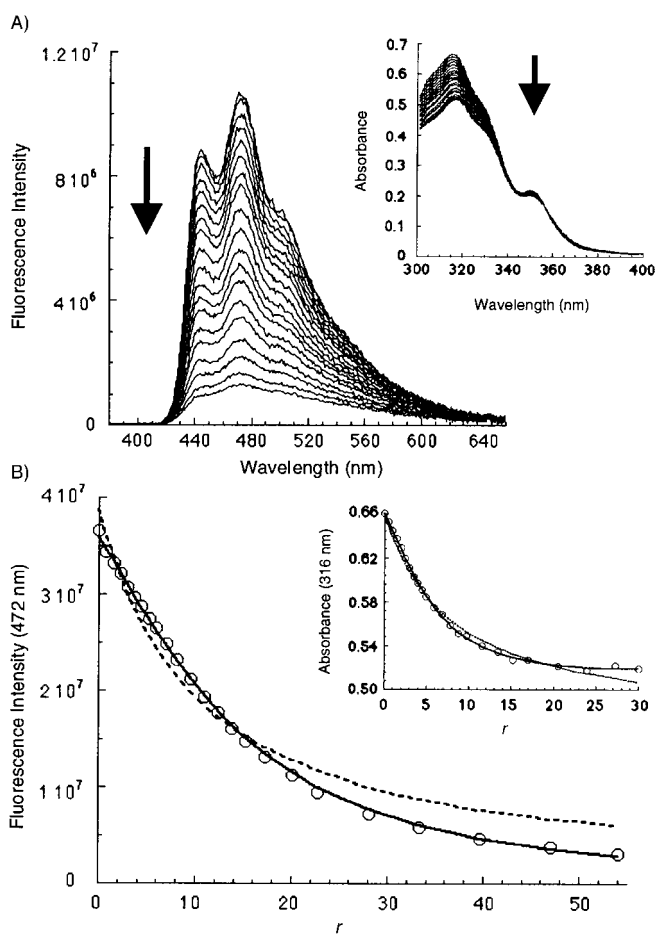 A)
1.2 10⁷
8 10⁶
4 10⁶
0
Fluorescence Intensity
400 440 480 520 560 600 640
Wavelength (nm)
0.7
0.6
0.5
0.4
0.3
0.2
0.1
0
Absorbance
300 320 340 360 380 400
Wavelength (nm)
B)
4 10⁷
3 10⁷
2 10⁷
1 10⁷
0
Fluorescence Intensity (472 nm)
0 10 20 30 40 50
r
0.66
0.62
0.58
0.54
0.50
Absorbance (316 nm)
0 5 10 15 20 25 30
r